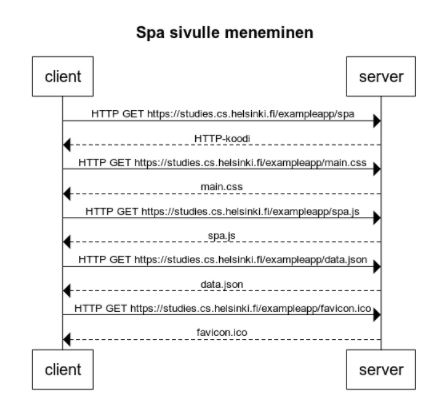 Spa sivulle meneminen
client
server
HTTP GET https://studies.cs.helsinki.fi/exampleapp/spa
HTTP-koodi
HTTP GET https://studies.cs.helsinki.fi/exampleapp/main.css
main.css
HTTP GET https://studies.cs.helsinki.fi/exampleapp/spa.js
spa.js
HTTP GET https://studies.cs.helsinki.fi/exampleapp/data.json
data.json
HTTP GET https://studies.cs.helsinki.fi/exampleapp/favicon.ico
favicon.ico
client
server